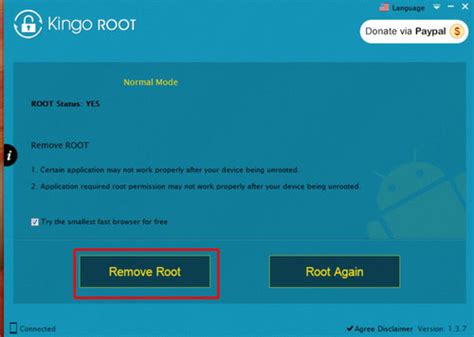 Language
Kingo ROOT
Donate via Paypal $
Normal Mode
ROOT Status: YES
i
Remove ROOT
1. Certain application may not work properly after your device being unrooted.
2. Application required root permission may not work properly after your device being unrooted.
Try the smallest fast browser for free
Remove Root
Root Again
Connected
Agree Disclaimer
Version: 1.3.7